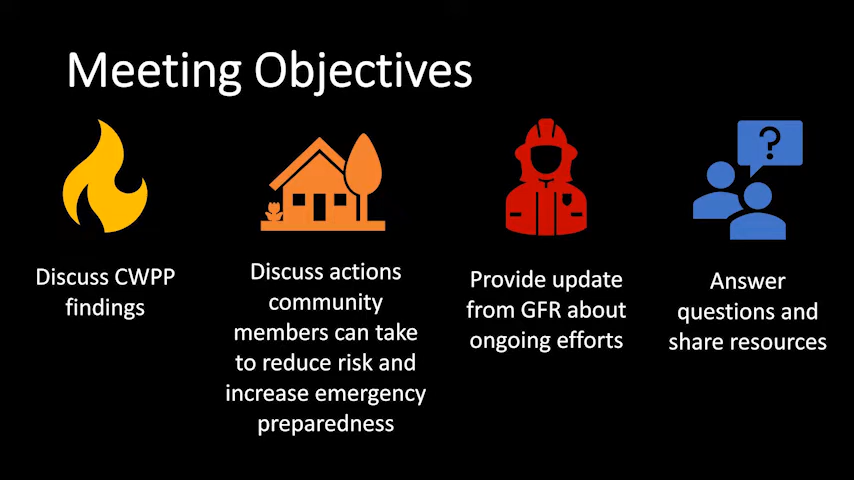 Meeting Objectives
?
Discuss CWPP
findings
Discuss actions
community
members can take
to reduce risk and
increase emergency
preparedness
Provide update
from GFR about
ongoing efforts
Answer
questions and
share resources